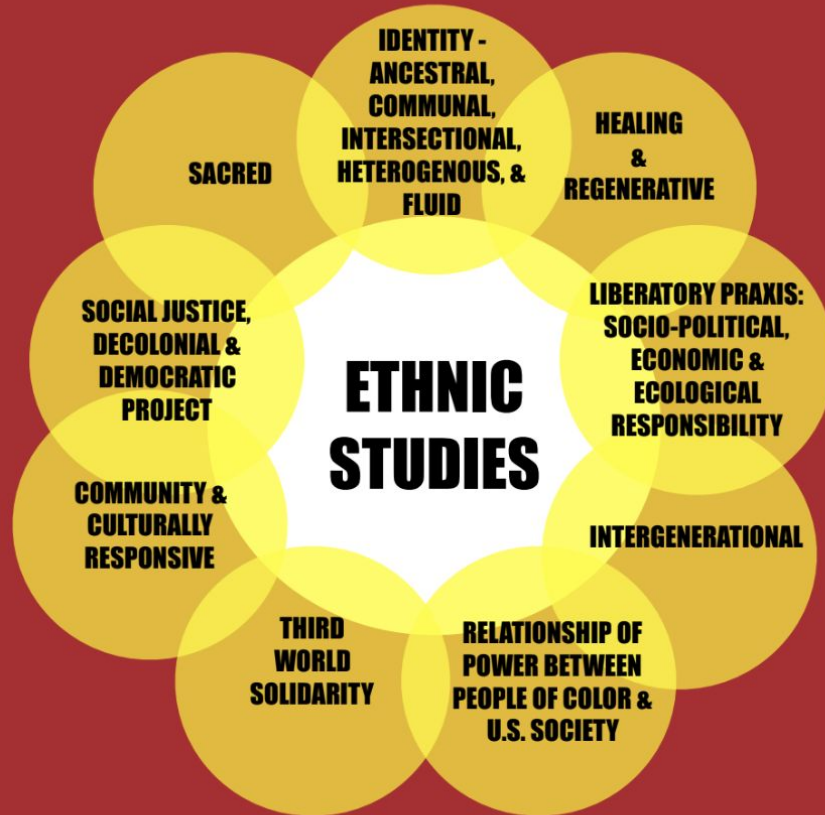 IDENTITY -
ANCESTRAL,
COMMUNAL,
INTERSECTIONAL,
HETEROGENOUS, &
FLUID
HEALING
&
REGENERATIVE
LIBERATORY PRAXIS:
SOCIO-POLITICAL,
ECONOMIC &
ECOLOGICAL
RESPONSIBILITY
INTERGENERATIONAL
RELATIONSHIP OF
POWER BETWEEN
PEOPLE OF COLOR &
U.S. SOCIETY
THIRD
WORLD
SOLIDARITY
COMMUNITY &
CULTURALLY
RESPONSIVE
SOCIAL JUSTICE,
DECOLONIAL &
DEMOCRATIC
PROJECT
SACRED
ETHNIC
STUDIES